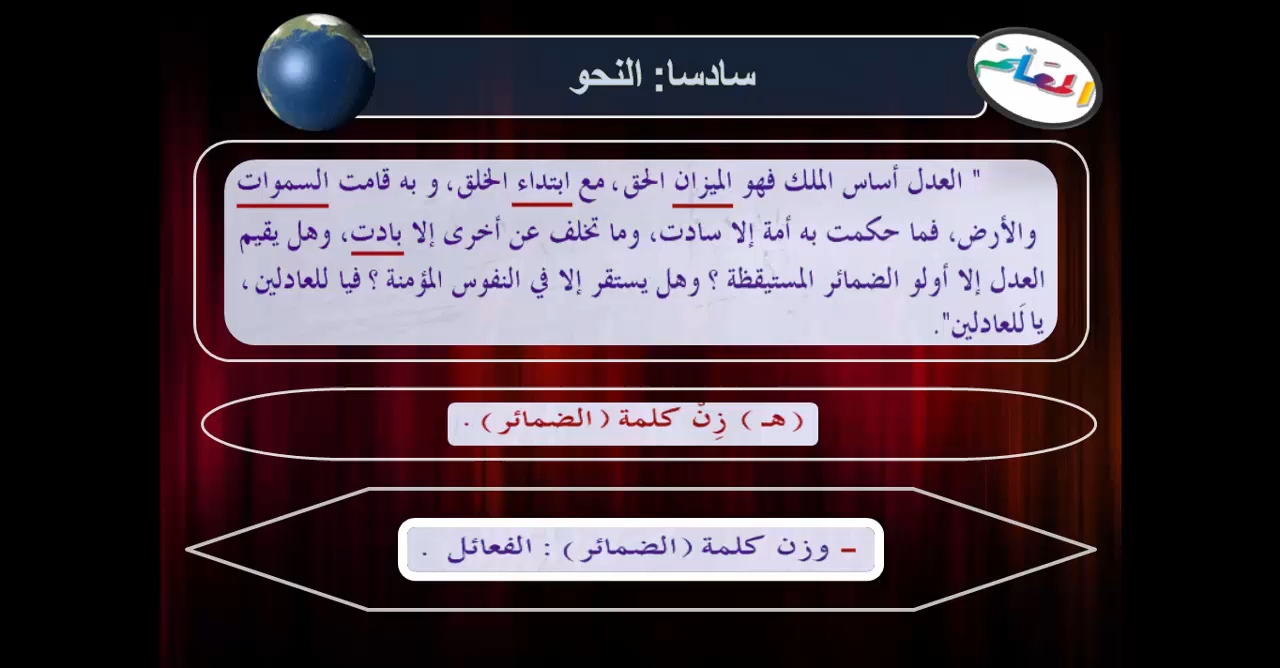 المعلم
سادسا: النحو
" العدل أساس الملك فهو الميزان الحق، مع ابتداء الخلق، و به قامت السموات
والأرض، فما حكمت به أمة إلا سادت، وما تخلف عن أخرى إلا بادت، وهل يقيم
العدل إلا أولو الضمائر المستيقظة ؟ وهل يستقر إلا في النفوس المؤمنة ؟ فيا للعادلين ،
يا لَلعادلين".
(هـ) زِنْ كلمة (الضمائر) .
– وزن كلمة (الضمائر) : الفعائل .